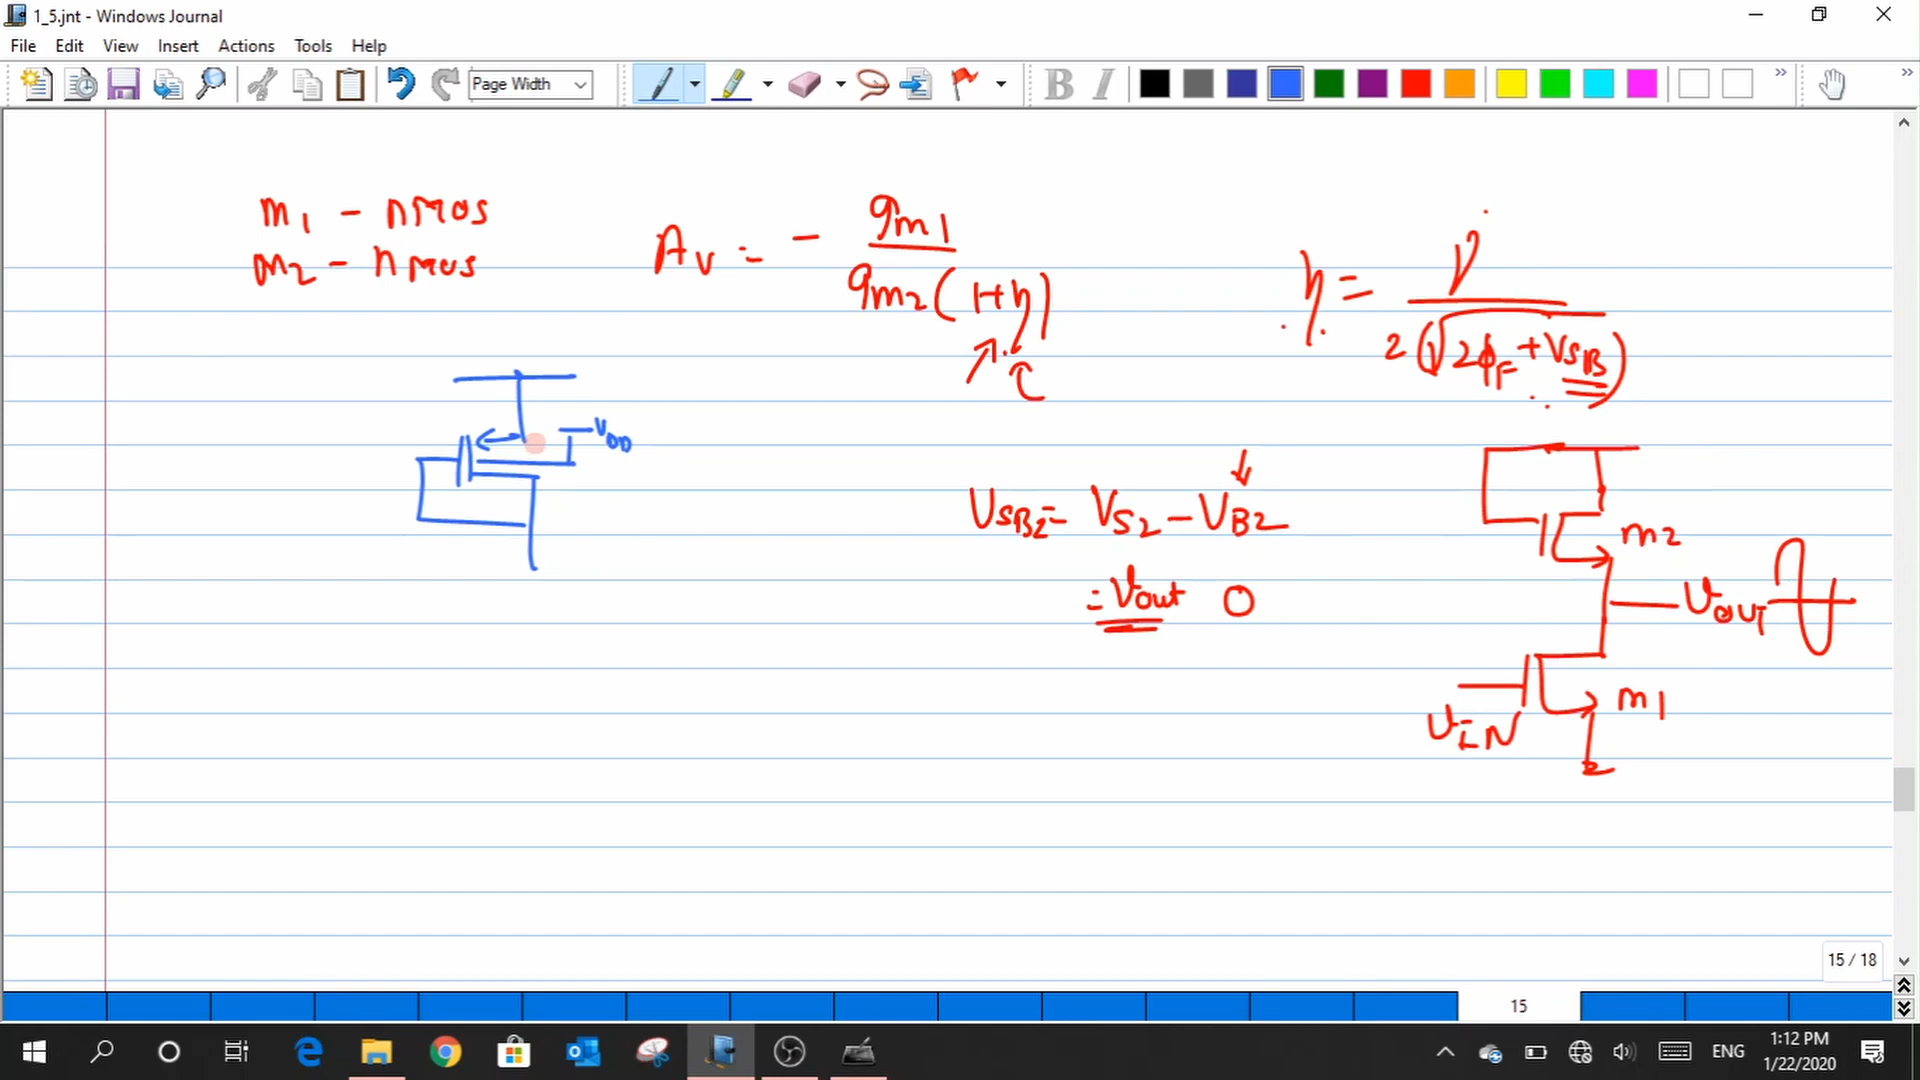 1_5.jnt - Windows Journal
File Edit View Insert Actions Tools Help
Page Width
B I
m1 - nmos
m2 - nmos
Av = - gm1 / gm2(1+η)
η = γ / 2(√2ϕF + VSB)
VDD
VSB2 = VS2 - VB2
= Vout 0
m2
VOUT
m1
VIN
15 / 18
15
ENG
1:12 PM
1/22/2020